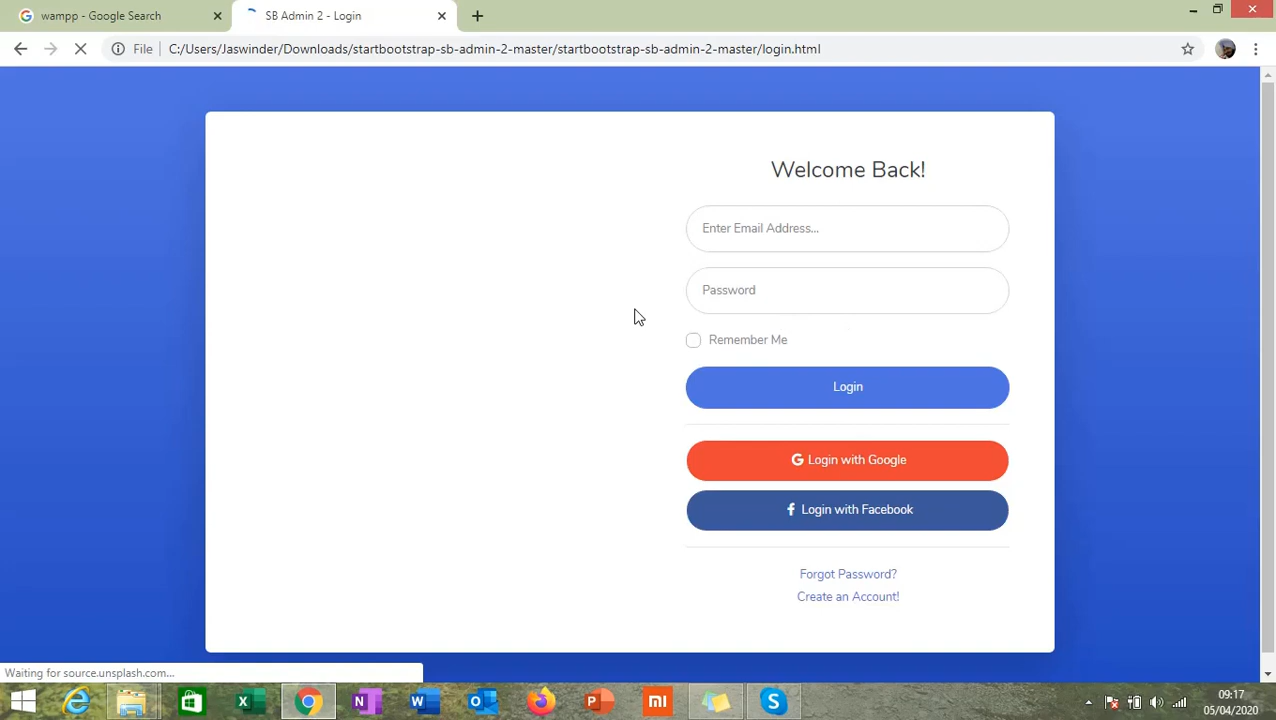 wampp - Google Search
SB Admin 2 - Login
File
C:/Users/Jaswinder/Downloads/startbootstrap-sb-admin-2-master/startbootstrap-sb-admin-2-master/login.html
Welcome Back!
Enter Email Address...
Password
Remember Me
Login
Login with Google
Login with Facebook
Forgot Password?
Create an Account!
Waiting for source.unsplash.com...
09:17
05/04/2020